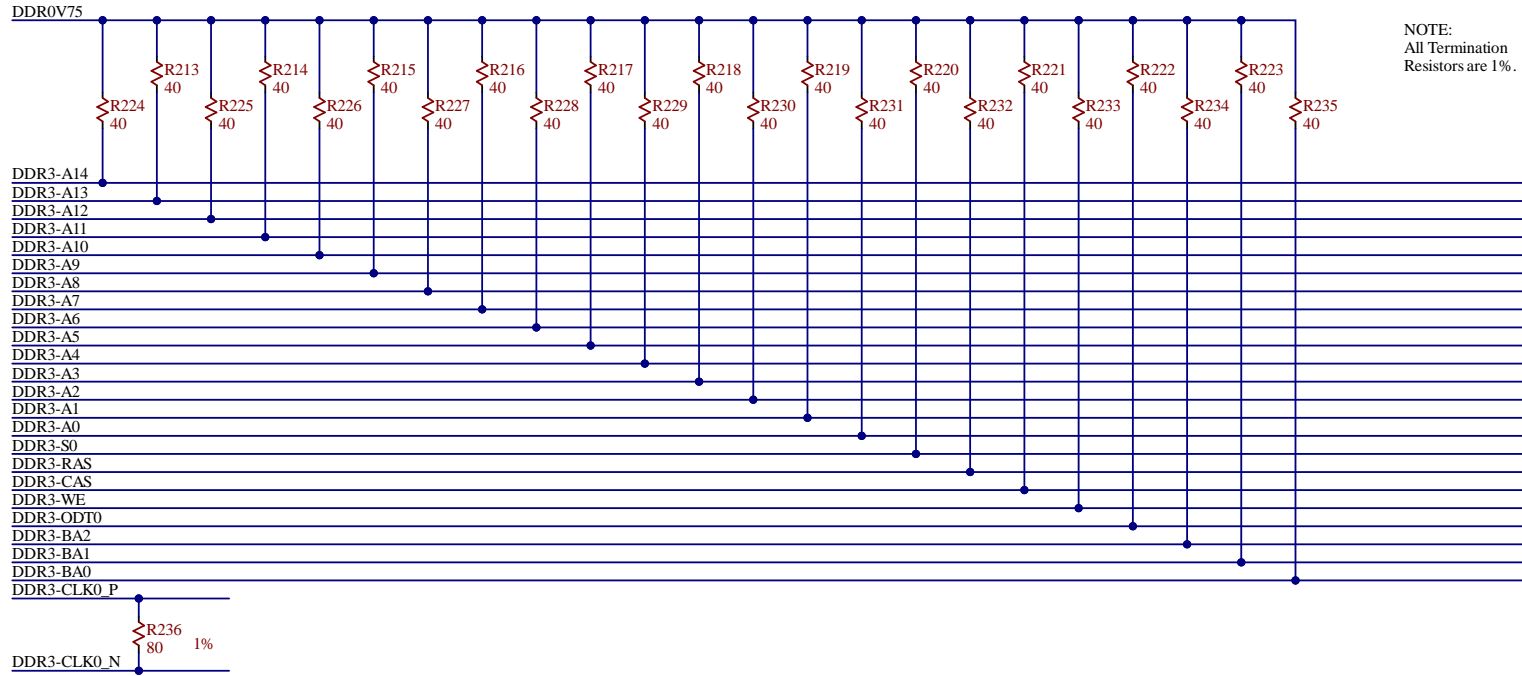 DDR0V75
NOTE:
All Termination
Resistors are 1%.
R213
40
R214
40
R215
40
R216
40
R217
40
R218
40
R219
40
R220
40
R221
40
R222
40
R223
40
R224
40
R225
40
R226
40
R227
40
R228
40
R229
40
R230
40
R231
40
R232
40
R233
40
R234
40
R235
40
DDR3-A14
DDR3-A13
DDR3-A12
DDR3-A11
DDR3-A10
DDR3-A9
DDR3-A8
DDR3-A7
DDR3-A6
DDR3-A5
DDR3-A4
DDR3-A3
DDR3-A2
DDR3-A1
DDR3-A0
DDR3-S0
DDR3-RAS
DDR3-CAS
DDR3-WE
DDR3-ODT0
DDR3-BA2
DDR3-BA1
DDR3-BA0
DDR3-CLK0_P
R236
80 1%
DDR3-CLK0_N